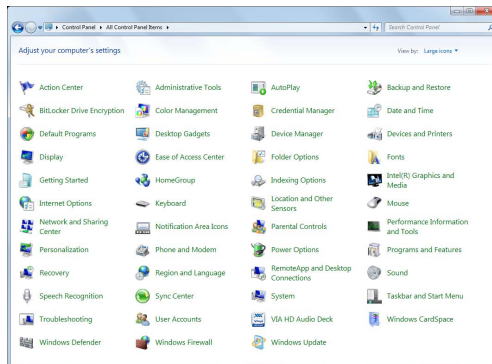 Control Panel ▸ All Control Panel Items ▸
Search Control Panel
Adjust your computer's settings
View by: Large icons
Action Center
Administrative Tools
AutoPlay
Backup and Restore
BitLocker Drive Encryption
Color Management
Credential Manager
Date and Time
Default Programs
Desktop Gadgets
Device Manager
Devices and Printers
Display
Ease of Access Center
Folder Options
Fonts
Getting Started
HomeGroup
Indexing Options
Intel(R) Graphics and
Media
Internet Options
Keyboard
Location and Other
Sensors
Mouse
Network and Sharing
Center
Notification Area Icons
Parental Controls
Performance Information
and Tools
Personalization
Phone and Modem
Power Options
Programs and Features
Recovery
Region and Language
RemoteApp and Desktop
Connections
Sound
Speech Recognition
Sync Center
System
Taskbar and Start Menu
Troubleshooting
User Accounts
VIA HD Audio Deck
Windows CardSpace
Windows Defender
Windows Firewall
Windows Update